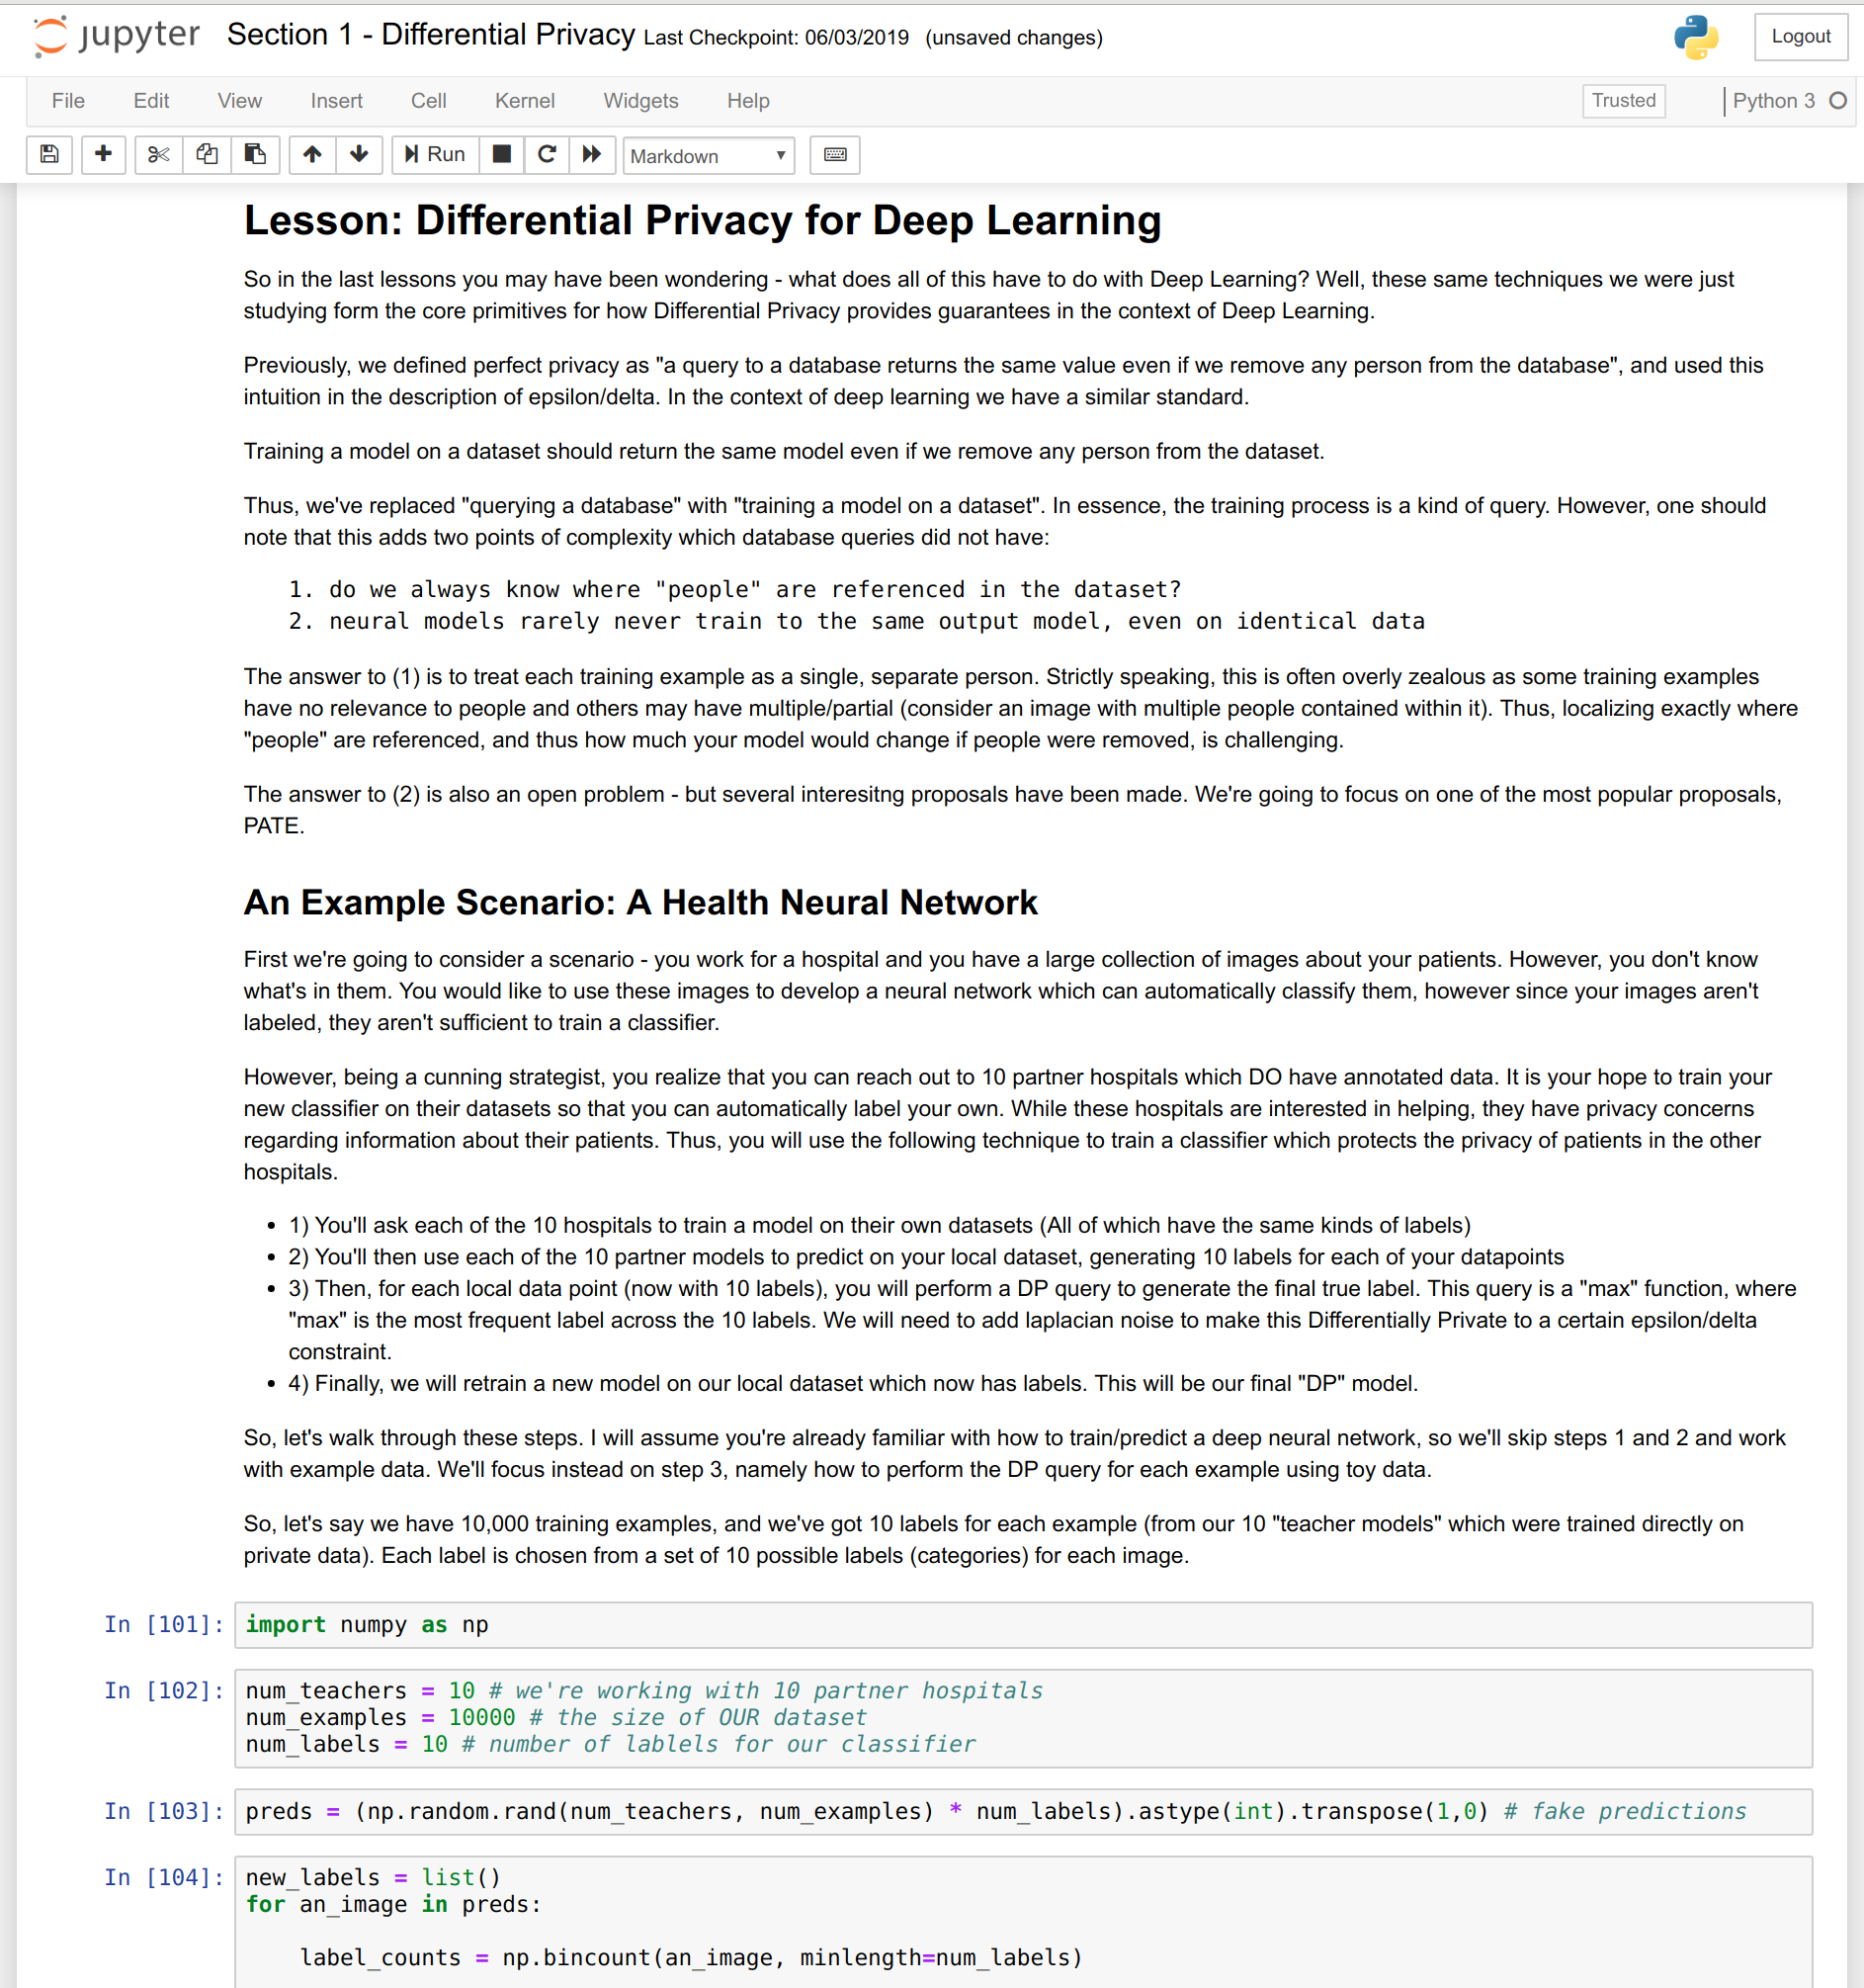 jupyter Section 1 - Differential Privacy Last Checkpoint: 06/03/2019 (unsaved changes) Logout
File Edit View Insert Cell Kernel Widgets Help Trusted Python 3
Run Markdown
Lesson: Differential Privacy for Deep Learning
So in the last lessons you may have been wondering - what does all of this have to do with Deep Learning? Well, these same techniques we were just
studying form the core primitives for how Differential Privacy provides guarantees in the context of Deep Learning.
Previously, we defined perfect privacy as "a query to a database returns the same value even if we remove any person from the database", and used this
intuition in the description of epsilon/delta. In the context of deep learning we have a similar standard.
Training a model on a dataset should return the same model even if we remove any person from the dataset.
Thus, we've replaced "querying a database" with "training a model on a dataset". In essence, the training process is a kind of query. However, one should
note that this adds two points of complexity which database queries did not have:
1. do we always know where "people" are referenced in the dataset?
2. neural models rarely never train to the same output model, even on identical data
The answer to (1) is to treat each training example as a single, separate person. Strictly speaking, this is often overly zealous as some training examples
have no relevance to people and others may have multiple/partial (consider an image with multiple people contained within it). Thus, localizing exactly where
"people" are referenced, and thus how much your model would change if people were removed, is challenging.
The answer to (2) is also an open problem - but several interesitng proposals have been made. We're going to focus on one of the most popular proposals,
PATE.
An Example Scenario: A Health Neural Network
First we're going to consider a scenario - you work for a hospital and you have a large collection of images about your patients. However, you don't know
what's in them. You would like to use these images to develop a neural network which can automatically classify them, however since your images aren't
labeled, they aren't sufficient to train a classifier.
However, being a cunning strategist, you realize that you can reach out to 10 partner hospitals which DO have annotated data. It is your hope to train your
new classifier on their datasets so that you can automatically label your own. While these hospitals are interested in helping, they have privacy concerns
regarding information about their patients. Thus, you will use the following technique to train a classifier which protects the privacy of patients in the other
hospitals.
• 1) You'll ask each of the 10 hospitals to train a model on their own datasets (All of which have the same kinds of labels)
• 2) You'll then use each of the 10 partner models to predict on your local dataset, generating 10 labels for each of your datapoints
• 3) Then, for each local data point (now with 10 labels), you will perform a DP query to generate the final true label. This query is a "max" function, where
"max" is the most frequent label across the 10 labels. We will need to add laplacian noise to make this Differentially Private to a certain epsilon/delta
constraint.
• 4) Finally, we will retrain a new model on our local dataset which now has labels. This will be our final "DP" model.
So, let's walk through these steps. I will assume you're already familiar with how to train/predict a deep neural network, so we'll skip steps 1 and 2 and work
with example data. We'll focus instead on step 3, namely how to perform the DP query for each example using toy data.
So, let's say we have 10,000 training examples, and we've got 10 labels for each example (from our 10 "teacher models" which were trained directly on
private data). Each label is chosen from a set of 10 possible labels (categories) for each image.
In [101]: import numpy as np
In [102]: num_teachers = 10 # we're working with 10 partner hospitals
num_examples = 10000 # the size of OUR dataset
num_labels = 10 # number of lablels for our classifier
In [103]: preds = (np.random.rand(num_teachers, num_examples) * num_labels).astype(int).transpose(1,0) # fake predictions
In [104]: new_labels = list()
for an_image in preds:
label_counts = np.bincount(an_image, minlength=num_labels)